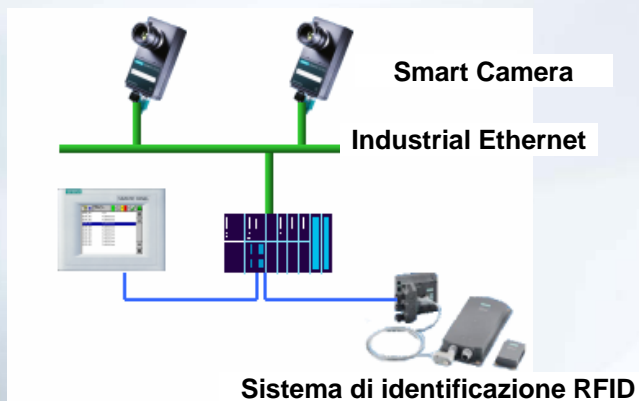 Smart Camera
Industrial Ethernet
Sistema di identificazione RFID